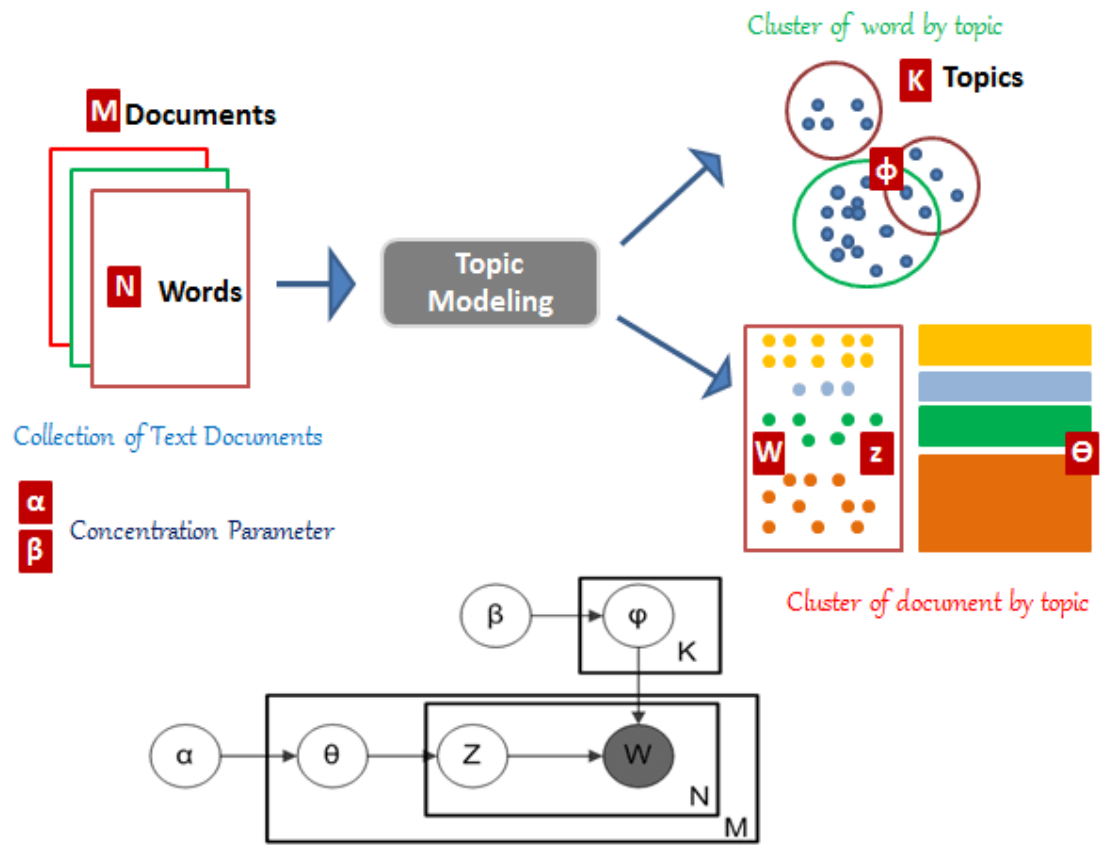 Cluster of word by topic
K Topics
M Documents
ϕ
N Words
Topic
Modeling
W z Θ
Collection of Text Documents
α
Concentration Parameter
β
Cluster of document by topic
β φ
K
α θ Z W
N
M